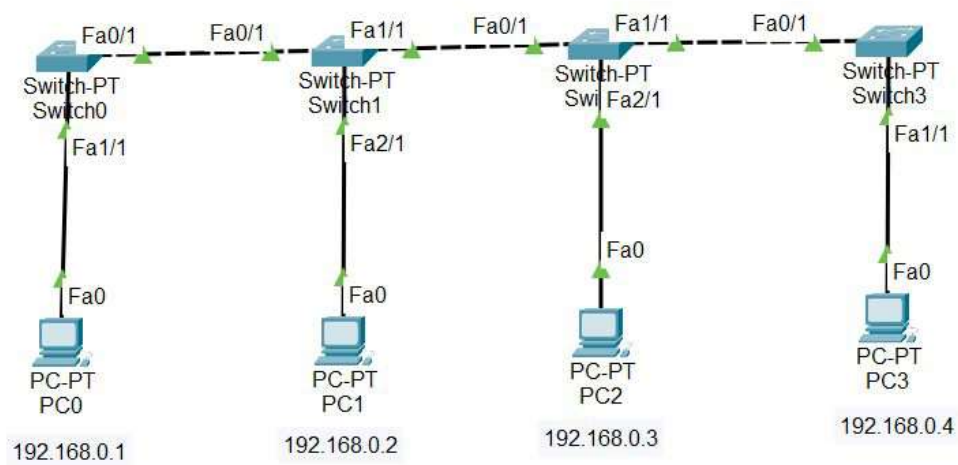 Fa0/1
Fa0/1
Fa1/1
Fa0/1
Fa1/1
Fa0/1
Switch-PT
Switch0
Switch-PT
Switch1
Switch-PT
Swi
Fa2/1
Switch-PT
Switch3
Fa1/1
Fa2/1
Fa1/1
Fa0
Fa0
Fa0
Fa0
PC-PT
PC0
PC-PT
PC1
PC-PT
PC2
PC-PT
PC3
192.168.0.1
192.168.0.2
192.168.0.3
192.168.0.4